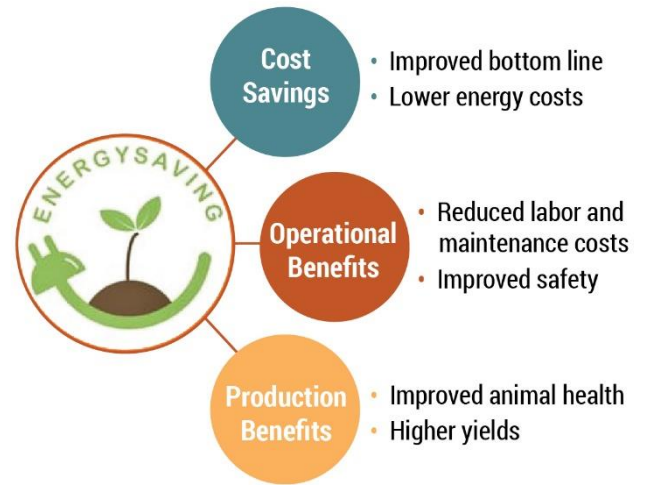 ENERGYSAVING
Cost
Savings
• Improved bottom line
• Lower energy costs
Operational
Benefits
• Reduced labor and
maintenance costs
• Improved safety
Production
Benefits
• Improved animal health
• Higher yields